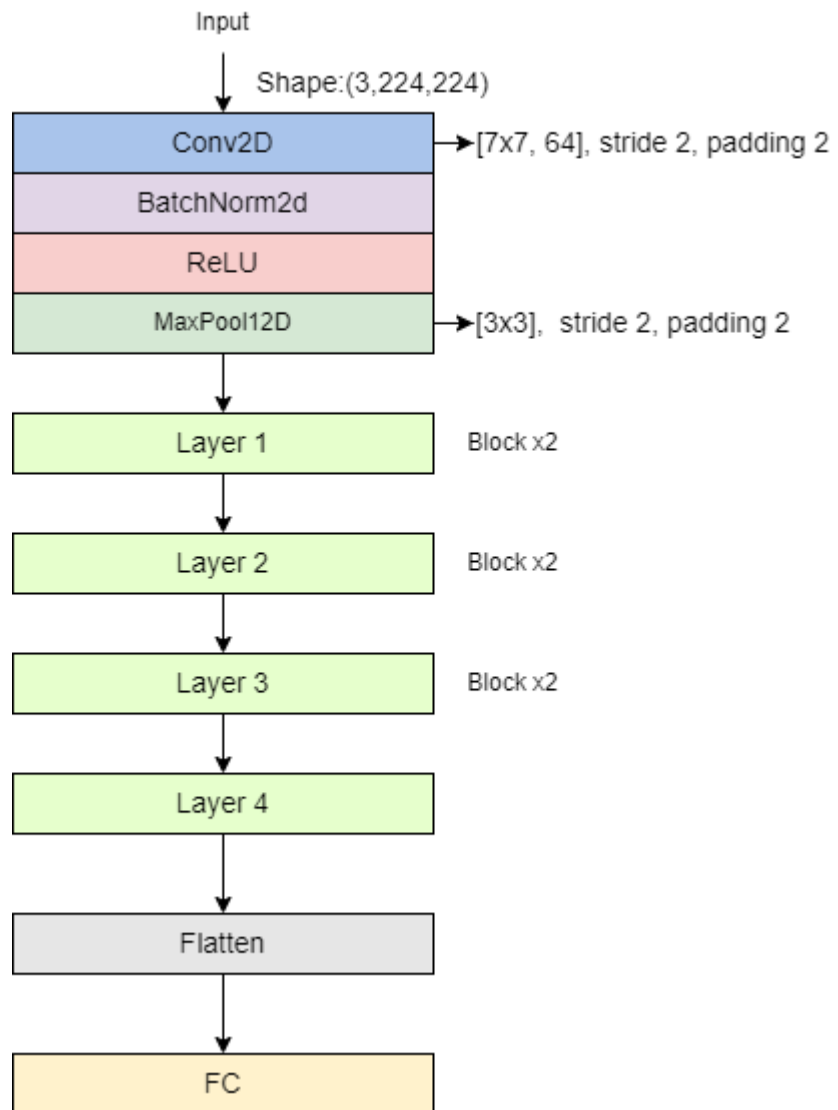 Input
Shape:(3,224,224)
Conv2D
[7x7, 64], stride 2, padding 2
BatchNorm2d
ReLU
MaxPool12D
[3x3], stride 2, padding 2
Layer 1
Block x2
Layer 2
Block x2
Layer 3
Block x2
Layer 4
Flatten
FC